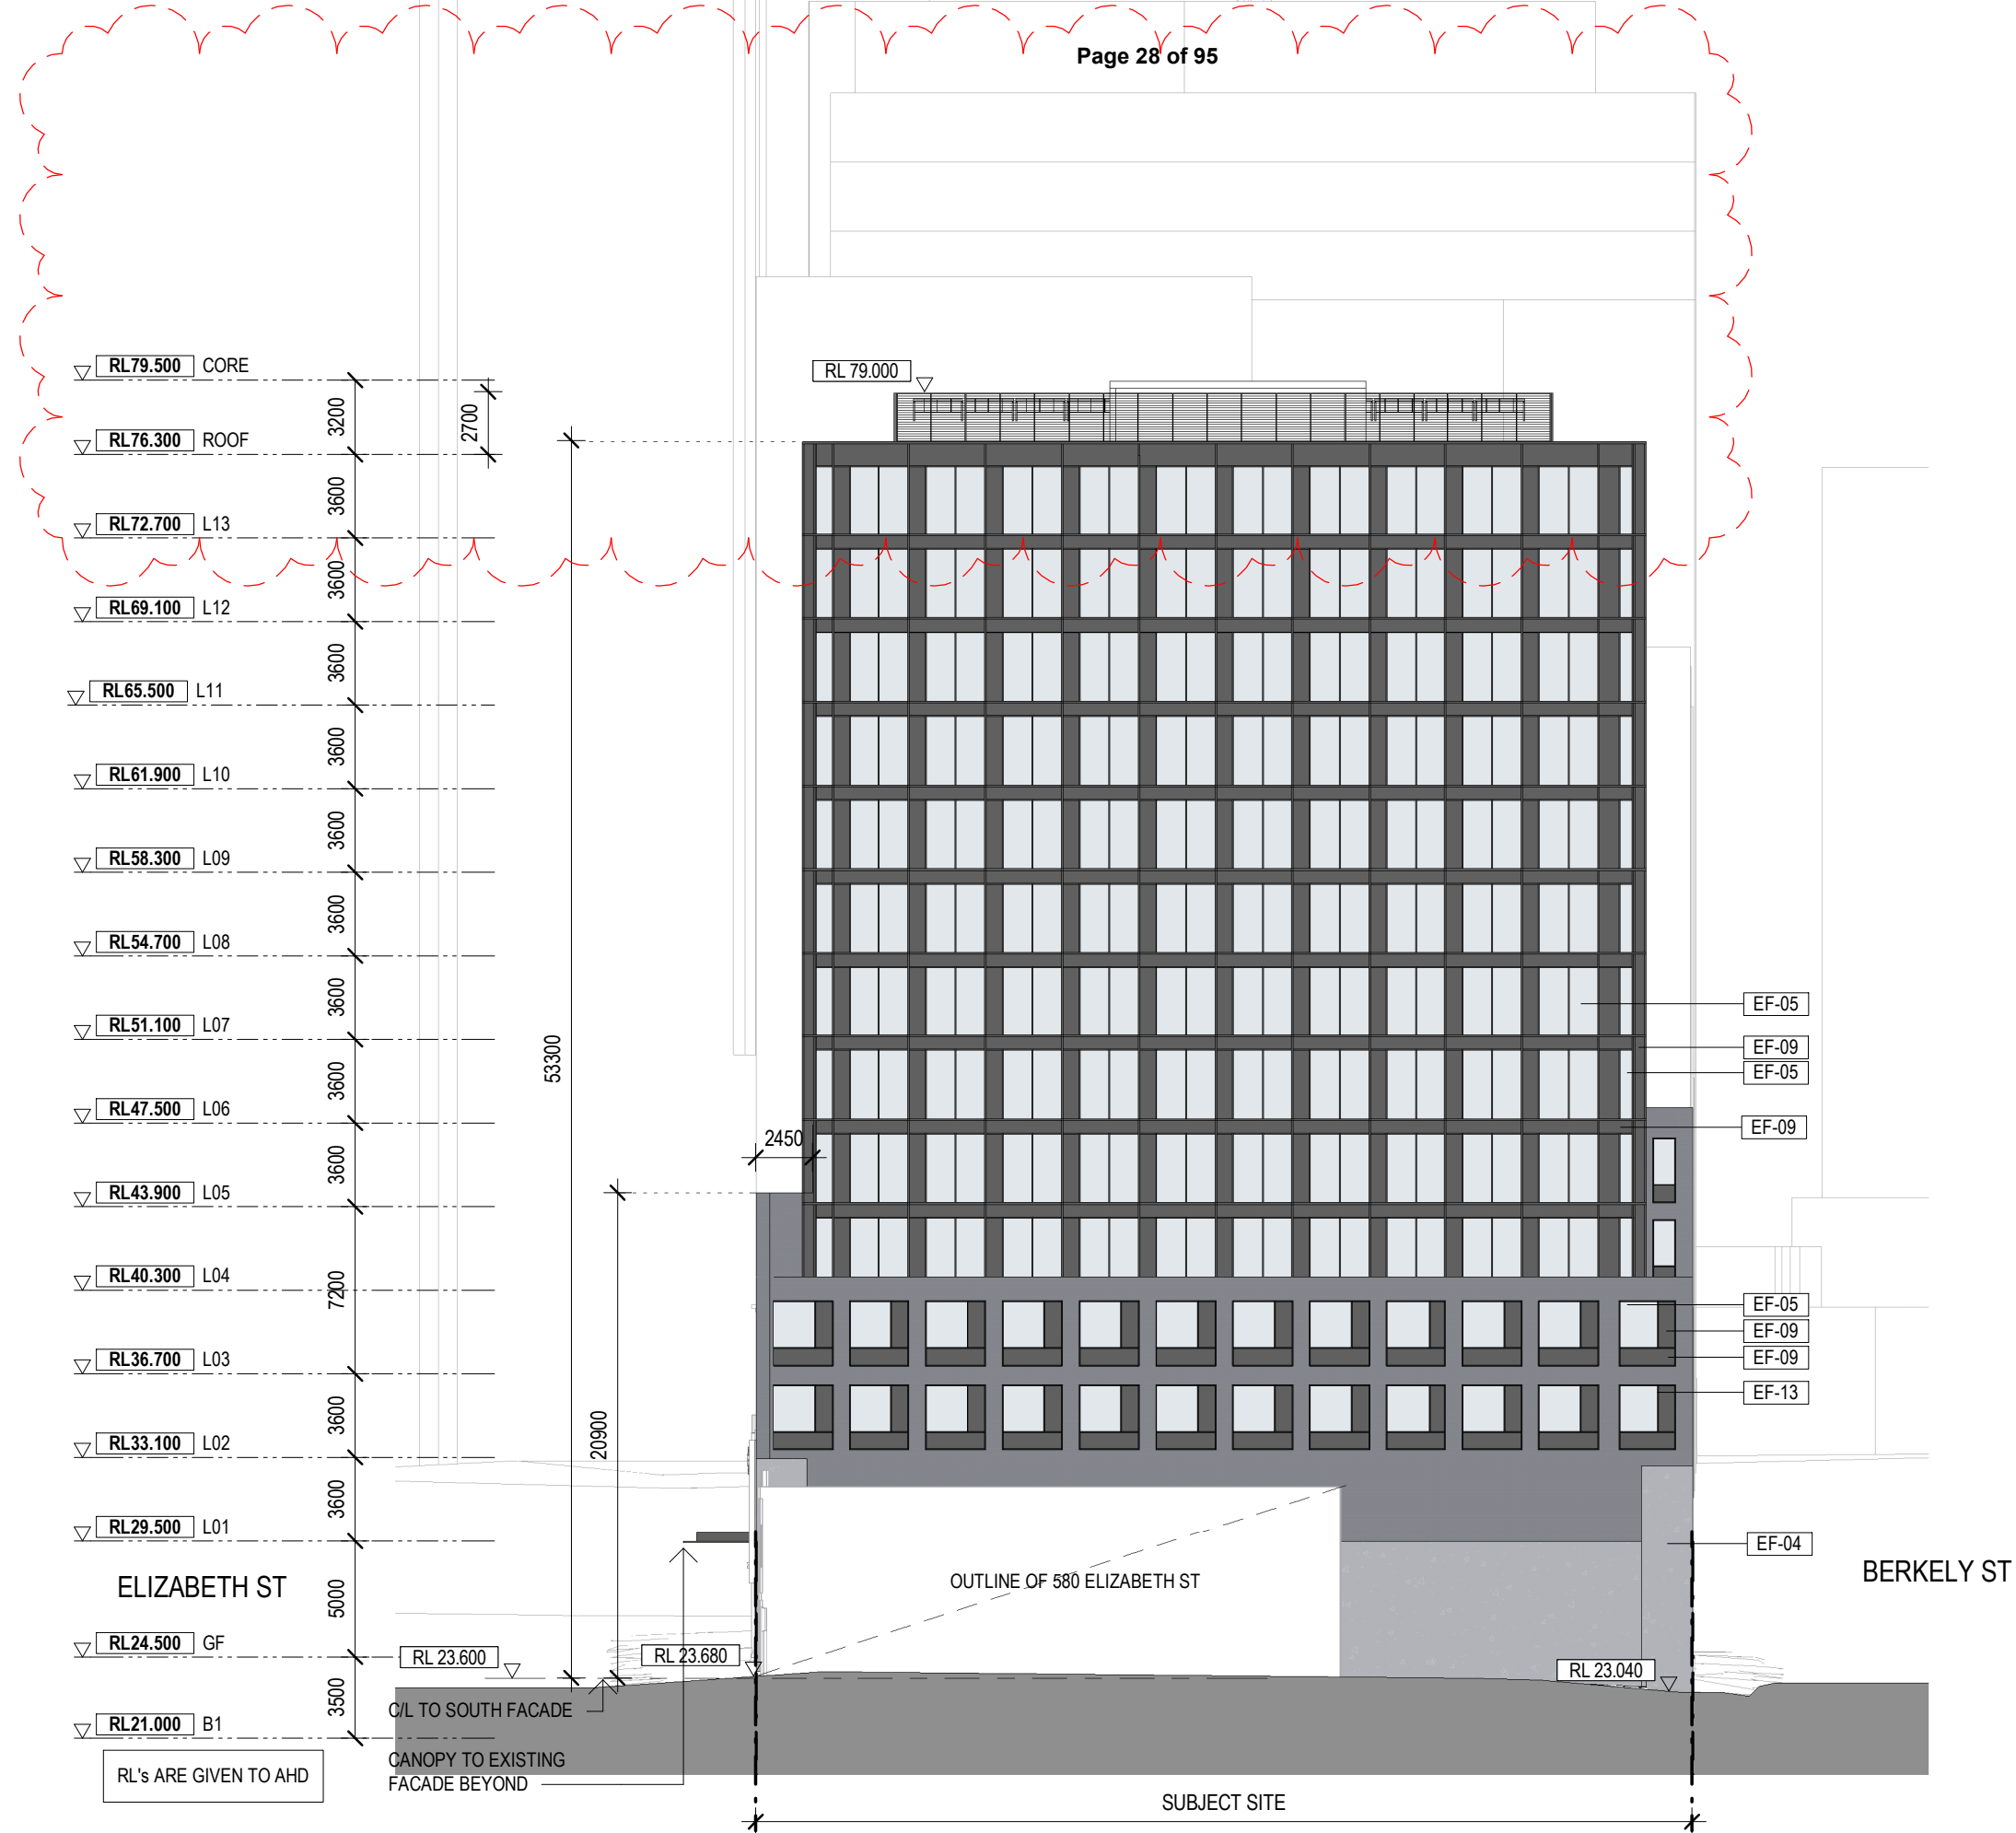 Page 28 of 95
RL79.500 CORE
RL 79.000
3200
2700
RL76.300 ROOF
3600
RL72.700 L13
3600
RL69.100 L12
3600
RL65.500 L11
3600
RL61.900 L10
3600
RL58.300 L09
3600
RL54.700 L08
3600
EF-05
RL51.100 L07
EF-09
53300
EF-05
3600
RL47.500 L06
EF-09
2450
3600
RL43.900 L05
RL40.300 L04
7200
EF-05
EF-09
RL36.700 L03
EF-09
EF-13
3600
20900
RL33.100 L02
3600
RL29.500 L01
EF-04
ELIZABETH ST
OUTLINE OF 580 ELIZABETH ST
BERKELY ST
5000
RL24.500 GF
RL 23.600
RL 23.680
RL 23.040
3500
C/L TO SOUTH FACADE
RL21.000 B1
CANOPY TO EXISTING
FACADE BEYOND
RL's ARE GIVEN TO AHD
SUBJECT SITE